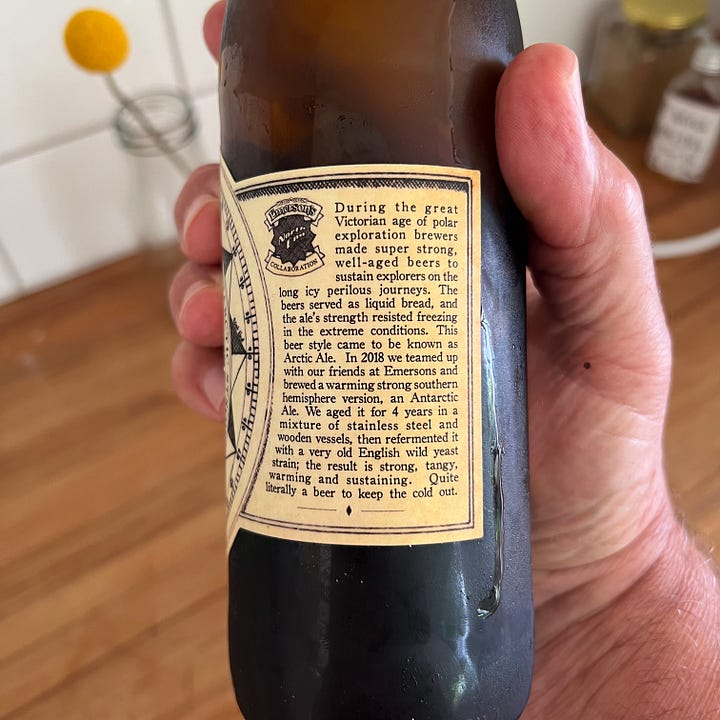 Emerson's
North End
COLLABORATION
During the great
Victorian age of polar
exploration brewers
made super strong,
well-aged beers to
sustain explorers on the
long icy perilous journeys. The
beers served as liquid bread, and
the ale's strength resisted freezing
in the extreme conditions. This
beer style came to be known as
Arctic Ale. In 2018 we teamed up
with our friends at Emersons and
brewed a warming strong southern
hemisphere version, an Antarctic
Ale. We aged it for 4 years in a
mixture of stainless steel and
wooden vessels, then refermented it
with a very old English wild yeast
strain; the result is strong, tangy,
warming and sustaining. Quite
literally a beer to keep the cold out.